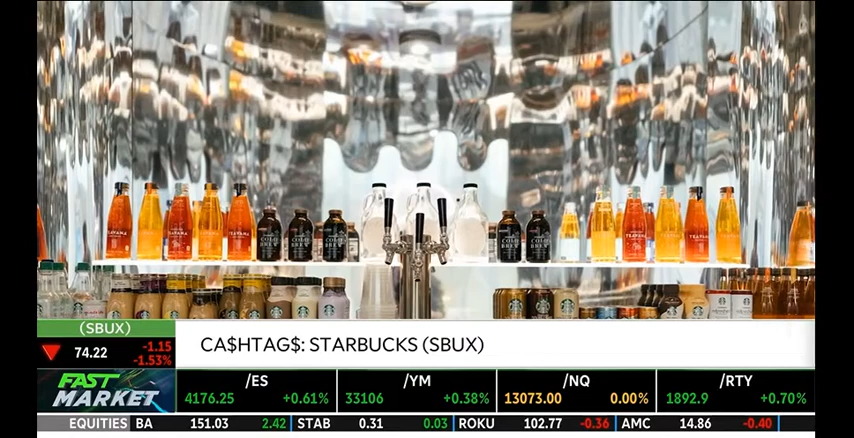 TEAVANA TEAVANA TEAVANA
COLD BREW COLD BREW COLD BREW COLD BREW COLD BREW
TEAVANA TEAVANA TEAVANA
(SBUX)
74.22 -1.15
-1.53%
CA$HTAG$: STARBUCKS (SBUX)
FAST MARKET
/ES /YM /NQ /RTY
4176.25 +0.61% 33106 +0.38% 13073.00 0.00% 1892.9 +0.70%
EQUITIES BA 151.03 2.42 STAB 0.31 0.03 ROKU 102.77 -0.36 AMC 14.86 -0.40